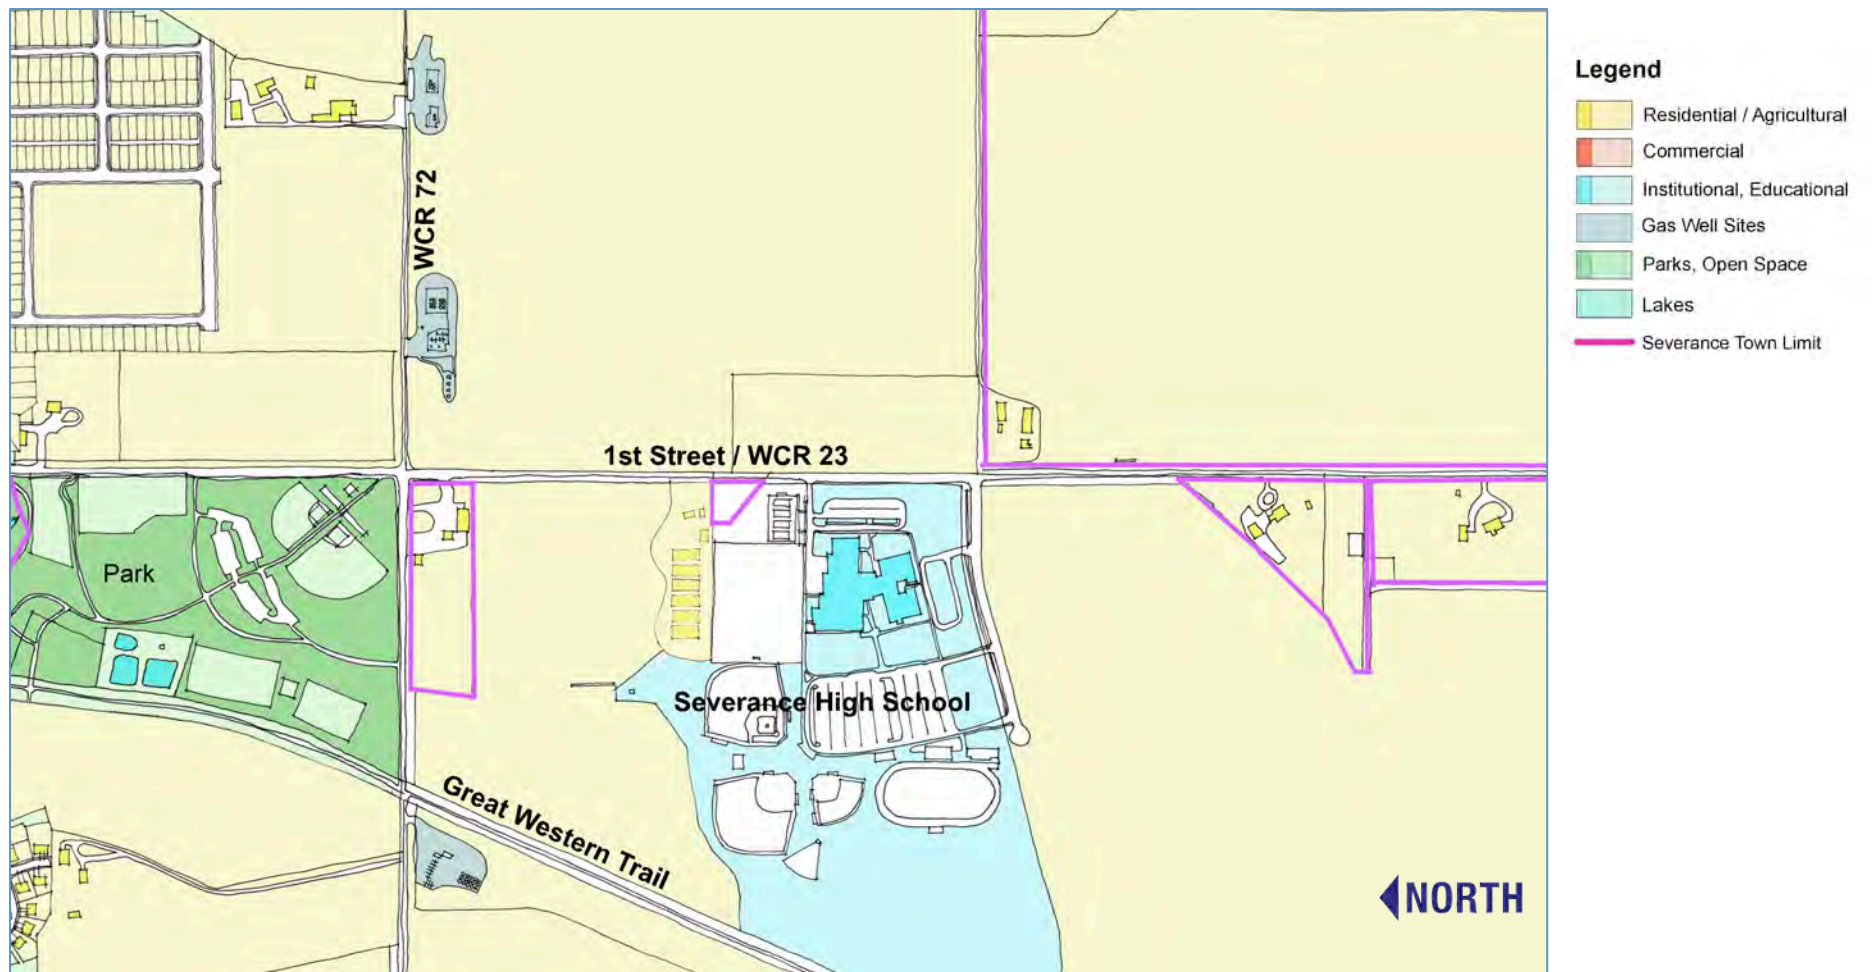 WCR 72
1st Street / WCR 23
Park
Severance High School
Great Western Trail
NORTH
Legend
Residential / Agricultural
Commercial
Institutional, Educational
Gas Well Sites
Parks, Open Space
Lakes
Severance Town Limit